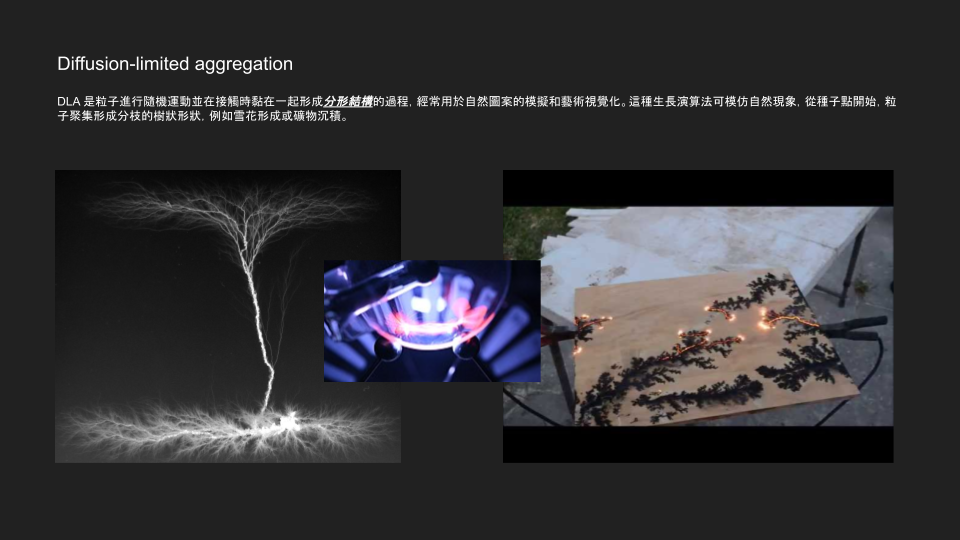 Diffusion-limited aggregation
DLA 是粒子進行隨機運動並在接觸時黏在一起形成分形結構的過程, 經常用於自然圖案的模擬和藝術視覺化。這種生長演算法可模仿自然現象, 從種子點開始, 粒
子聚集形成分枝的樹狀形狀, 例如雪花形成或礦物沉積。